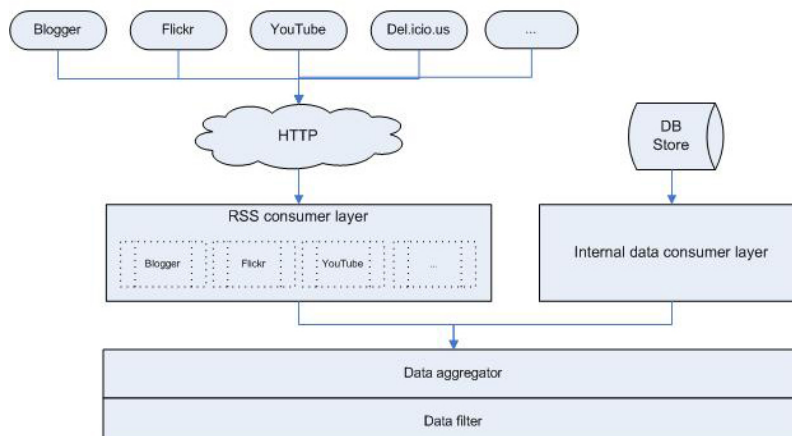 Blogger
Flickr
YouTube
Del.icio.us
...
HTTP
DB
Store
RSS consumer layer
Blogger
Flickr
YouTube
...
Internal data consumer layer
Data aggregator
Data filter